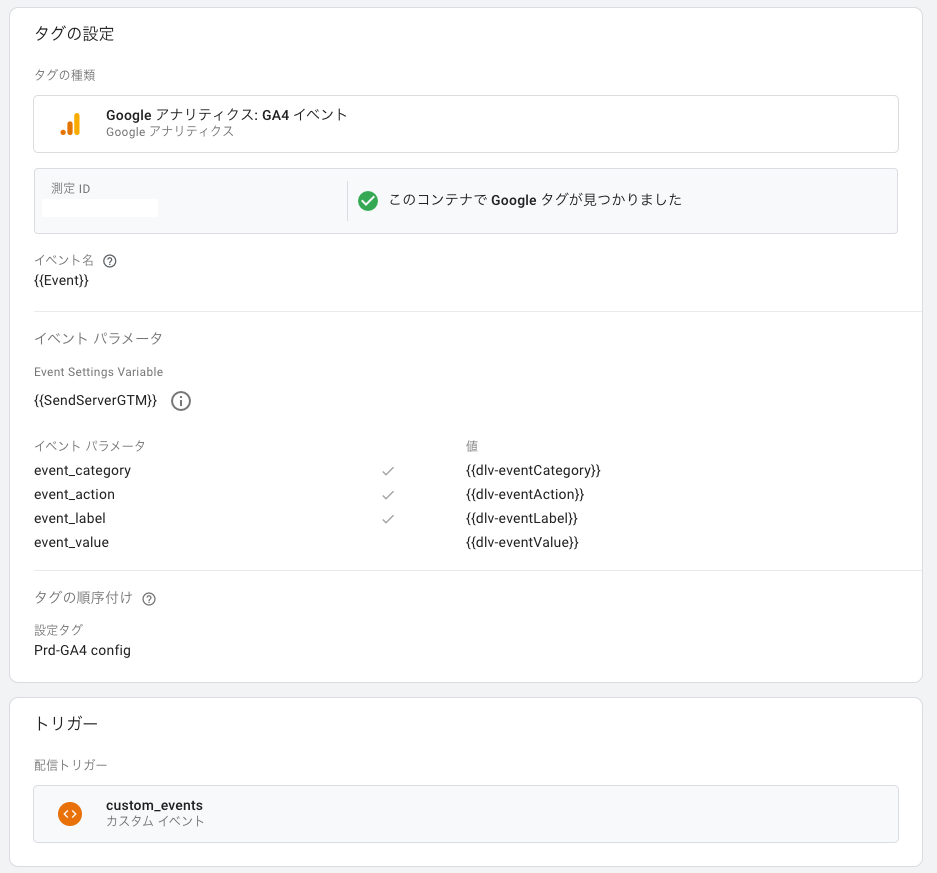 タグの設定
タグの種類
Google アナリティクス: GA4 イベント
Google アナリティクス
測定 ID
このコンテナで Google タグが見つかりました
イベント名
{{Event}}
イベント パラメータ
Event Settings Variable
{{SendServerGTM}}
イベント パラメータ 値
event_category {{dlv-eventCategory}}
event_action {{dlv-eventAction}}
event_label {{dlv-eventLabel}}
event_value {{dlv-eventValue}}
タグの順序付け
設定タグ
Prd-GA4 config
トリガー
配信トリガー
custom_events
カスタム イベント